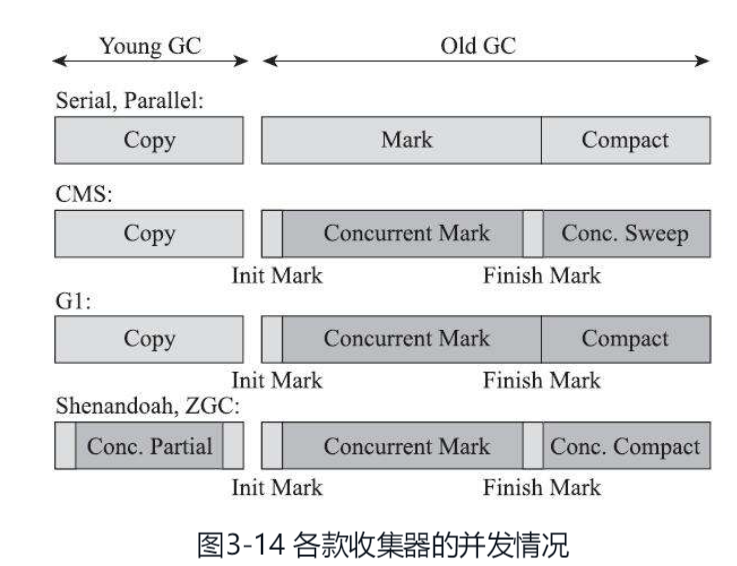 Young GC Old GC
Serial, Parallel:
Copy Mark Compact
CMS:
Copy Concurrent Mark Conc. Sweep
Init Mark Finish Mark
G1:
Copy Concurrent Mark Compact
Init Mark Finish Mark
Shenandoah, ZGC:
Conc. Partial Concurrent Mark Conc. Compact
Init Mark Finish Mark
图3-14 各款收集器的并发情况